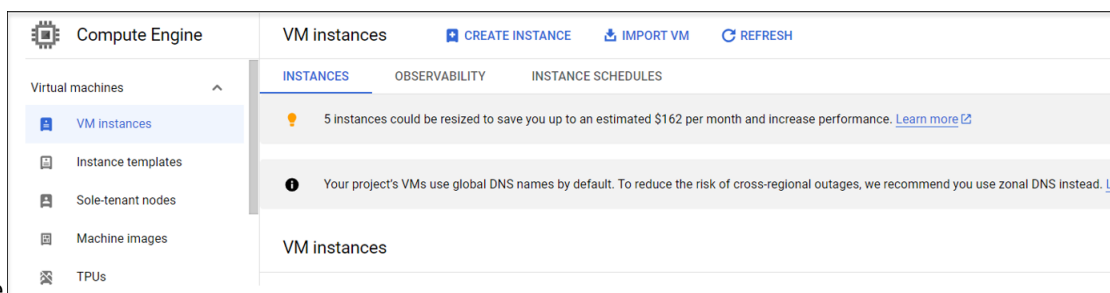 Compute Engine
VM instances
CREATE INSTANCE
IMPORT VM
REFRESH
Virtual machines
INSTANCES
OBSERVABILITY
INSTANCE SCHEDULES
VM instances
5 instances could be resized to save you up to an estimated $162 per month and increase performance. Learn more
Instance templates
Your project's VMs use global DNS names by default. To reduce the risk of cross-regional outages, we recommend you use zonal DNS instead.
Sole-tenant nodes
Machine images
VM instances
TPUs